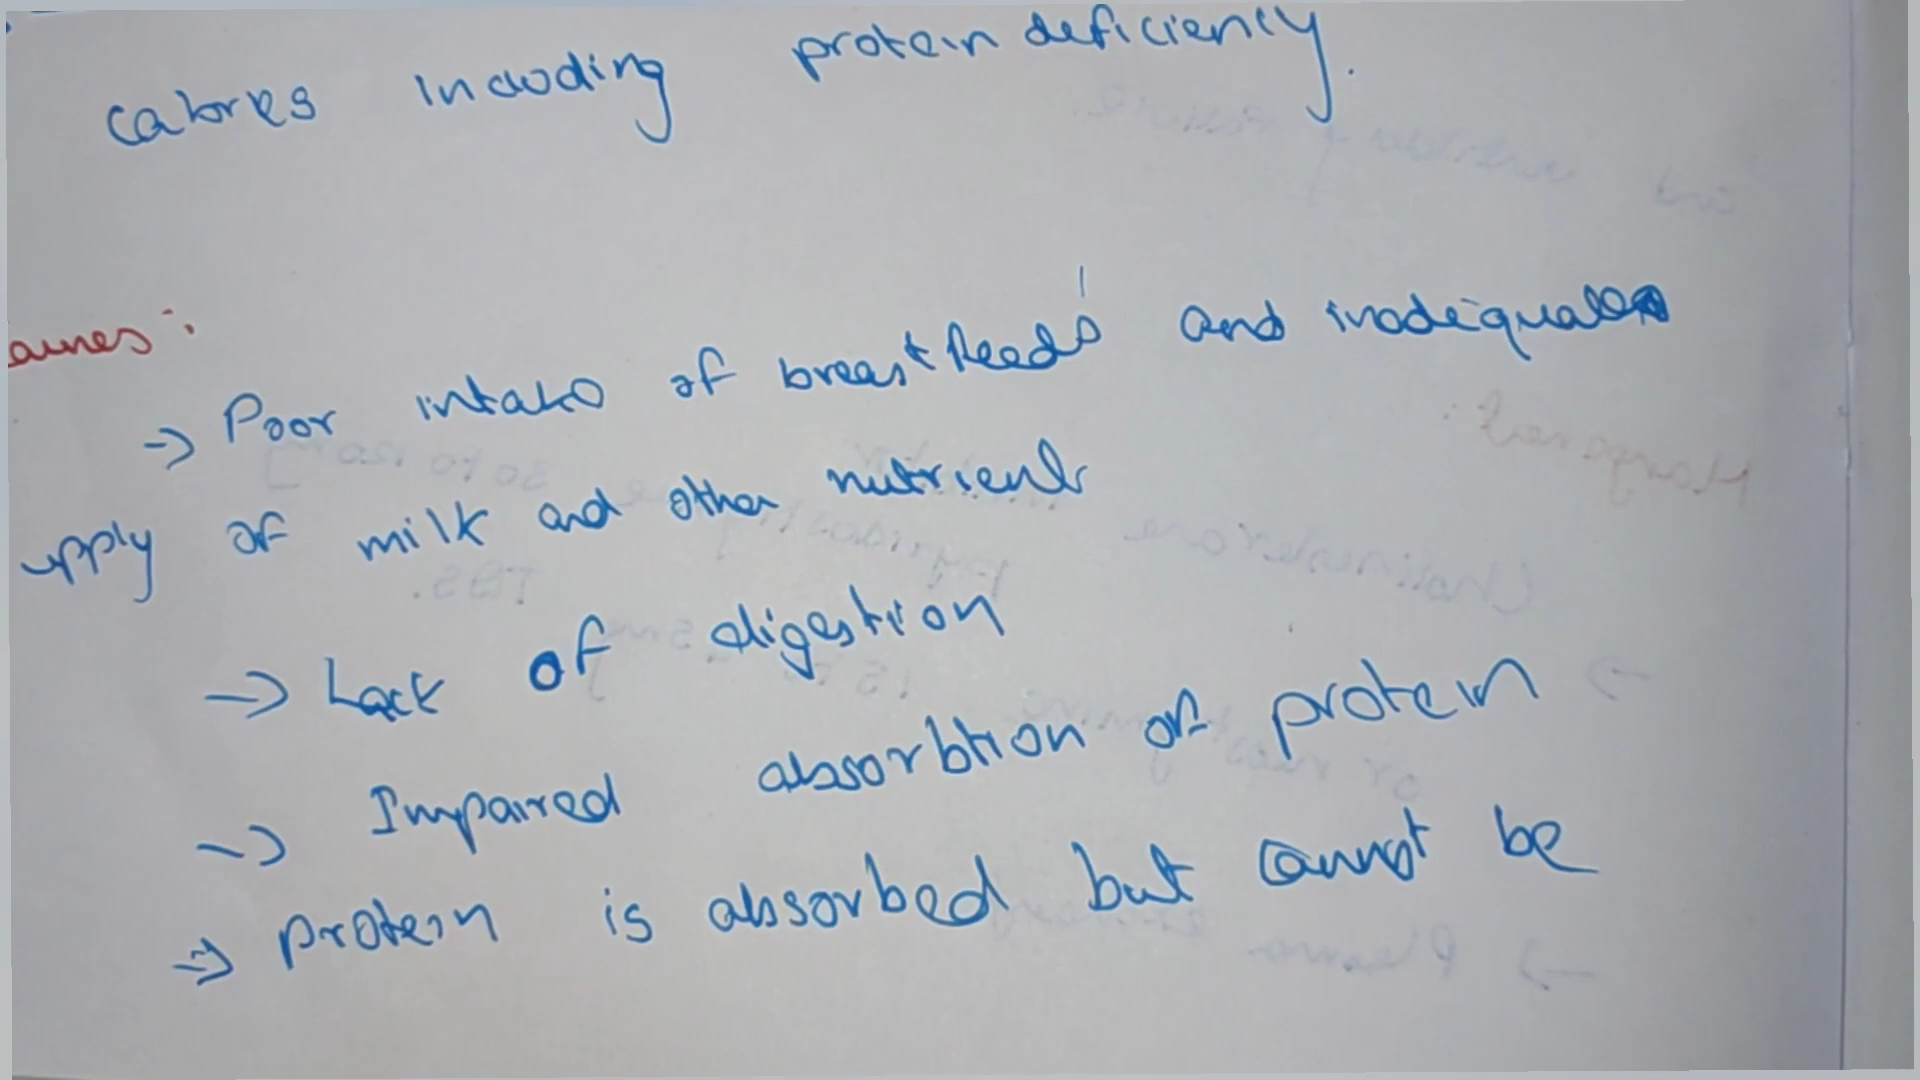 calories including protein deficiency.
auses:
→ Poor intake of breast feeds and inadequate
upply of milk and other nutrients
→ Lack of digestion
→ Impaired absorbtion of protein
→ protein is absorbed but cannot be